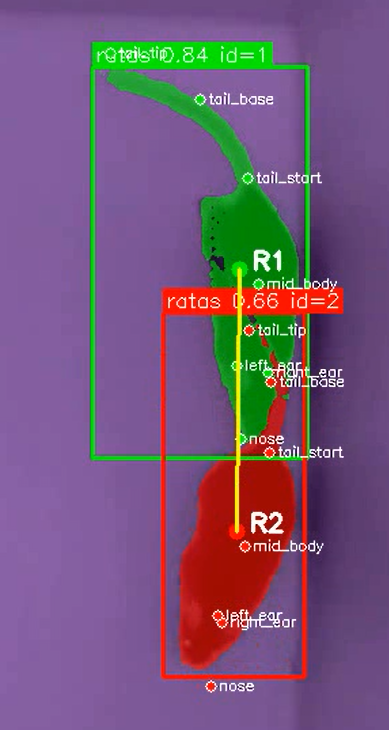 ratas 0.84 id=1
tail_tip
tail_base
tail_start
R1
mid_body
ratas 0.66 id=2
tail_tip
left_ear
right_ear
tail_base
nose
tail_start
R2
mid_body
left_ear
right_ear
nose